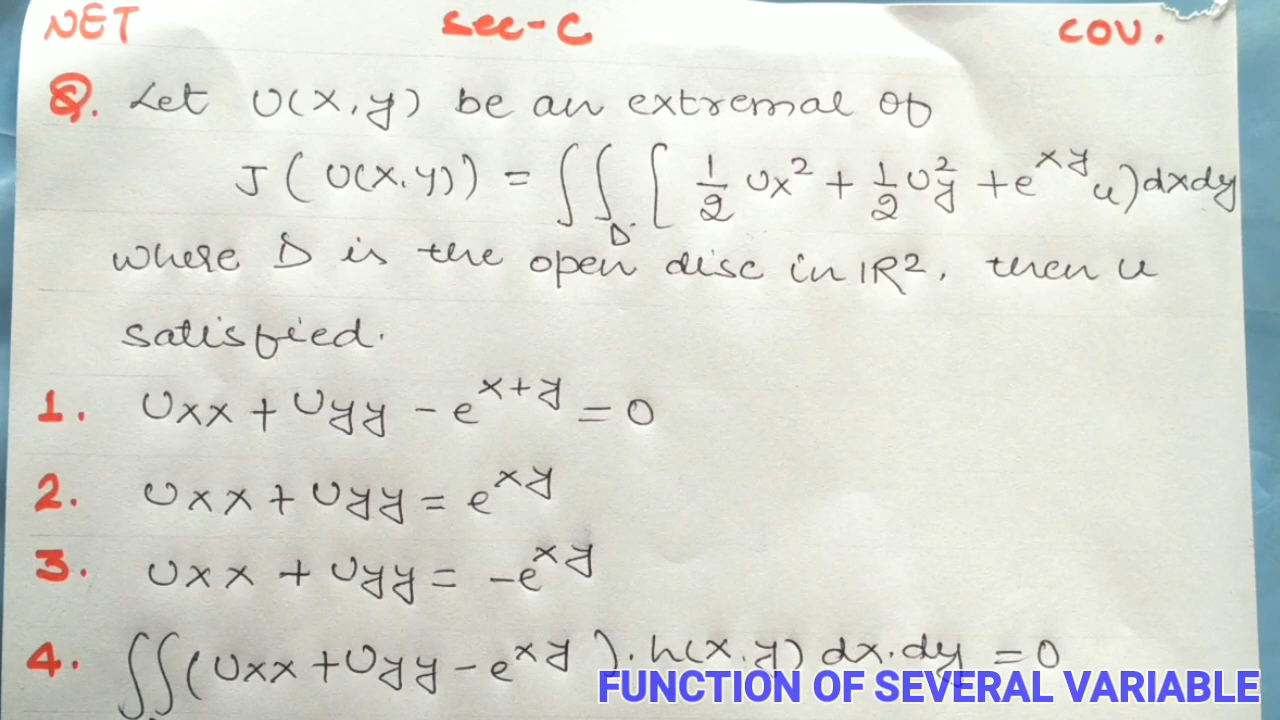 NET sec-C COV.
Q. Let U(x,y) be an extremal of
J(U(x,y)) = ∬_D [ 1/2 Ux² + 1/2 Uy² + e^{xy} u) dxdy
where D is the open disc in IR², then u
satisfied.
1. Uxx + Uyy - e^{x+y} = 0
2. Uxx + Uyy = e^{xy}
3. Uxx + Uyy = -e^{xy}
4. ∬ (Uxx + Uyy - e^{xy}). h(x,y) dx.dy = 0
FUNCTION OF SEVERAL VARIABLE